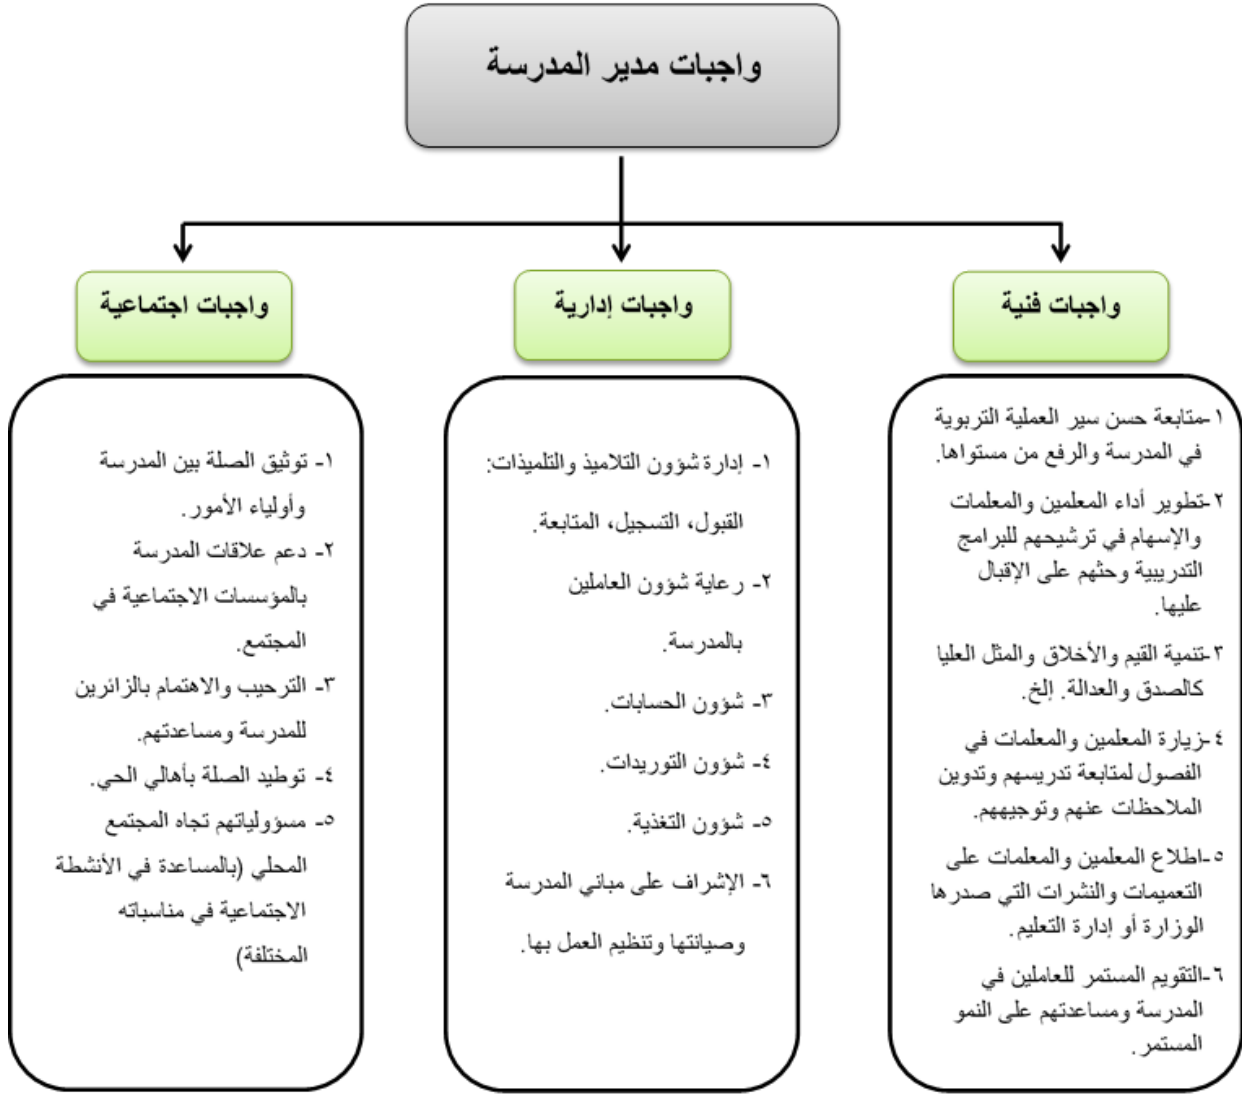 واجبات مدير المدرسة
واجبات فنية
١-متابعة حسن سير العملية التربوية
في المدرسة والرفع من مستواها.
٢-تطوير أداء المعلمين والمعلمات
والإسهام في ترشيحهم للبرامج
التدريبية وحثهم على الإقبال
عليها.
٣-تنمية القيم والأخلاق والمثل العليا
كالصدق والعدالة. إلخ.
٤-زيارة المعلمين والمعلمات في
الفصول لمتابعة تدريسهم وتدوين
الملاحظات عنهم وتوجيههم.
٥-اطلاع المعلمين والمعلمات على
التعميمات والنشرات التي صدرها
الوزارة أو إدارة التعليم.
٦-التقويم المستمر للعاملين في
المدرسة ومساعدتهم على النمو
المستمر.
واجبات إدارية
١- إدارة شؤون التلاميذ والتلميذات:
القبول، التسجيل، المتابعة.
٢- رعاية شؤون العاملين
بالمدرسة.
٣- شؤون الحسابات.
٤- شؤون التوريدات.
٥- شؤون التغذية.
٦- الإشراف على مباني المدرسة
وصيانتها وتنظيم العمل بها.
واجبات اجتماعية
١- توثيق الصلة بين المدرسة
وأولياء الأمور.
٢- دعم علاقات المدرسة
بالمؤسسات الاجتماعية في
المجتمع.
٣- الترحيب والاهتمام بالزائرين
للمدرسة ومساعدتهم.
٤- توطيد الصلة بأهالي الحي.
٥- مسؤولياتهم تجاه المجتمع
المحلي (بالمساعدة في الأنشطة
الاجتماعية في مناسباته
المختلفة)